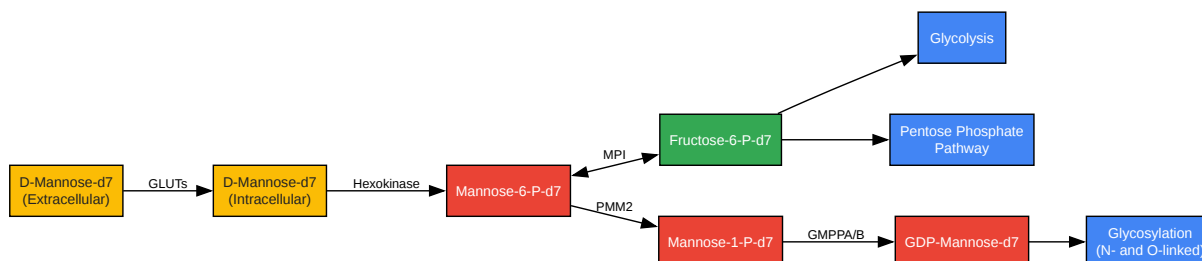 D-Mannose-d7
(Extracellular)
GLUTs
D-Mannose-d7
(Intracellular)
Hexokinase
Mannose-6-P-d7
MPI
Fructose-6-P-d7
Glycolysis
Pentose Phosphate
Pathway
PMM2
Mannose-1-P-d7
GMPPA/B
GDP-Mannose-d7
Glycosylation
(N- and O-linked)